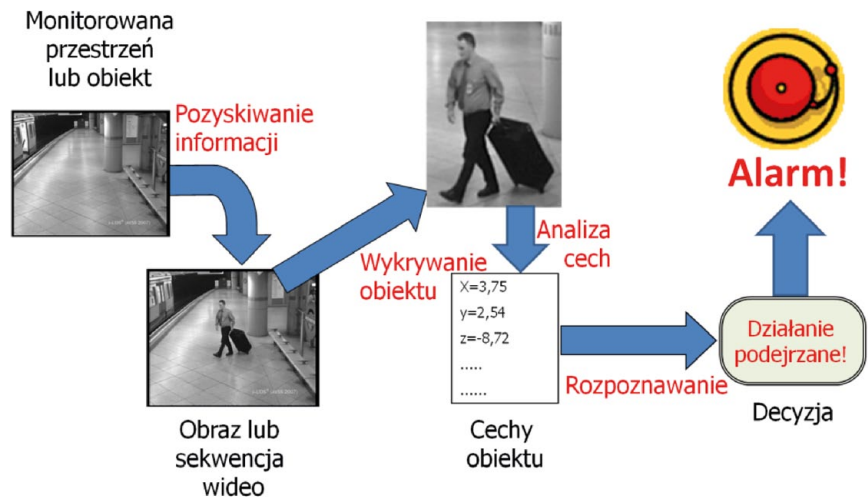 Monitorowana
przestrzeń
lub obiekt
Pozyskiwanie
informacji
Obraz lub
sekwencja
wideo
Wykrywanie
obiektu
Analiza
cech
X=3,75
y=2,54
z=-8,72
.....
......
Cechy
obiektu
Rozpoznawanie
Działanie
podejrzane!
Decyzja
Alarm!